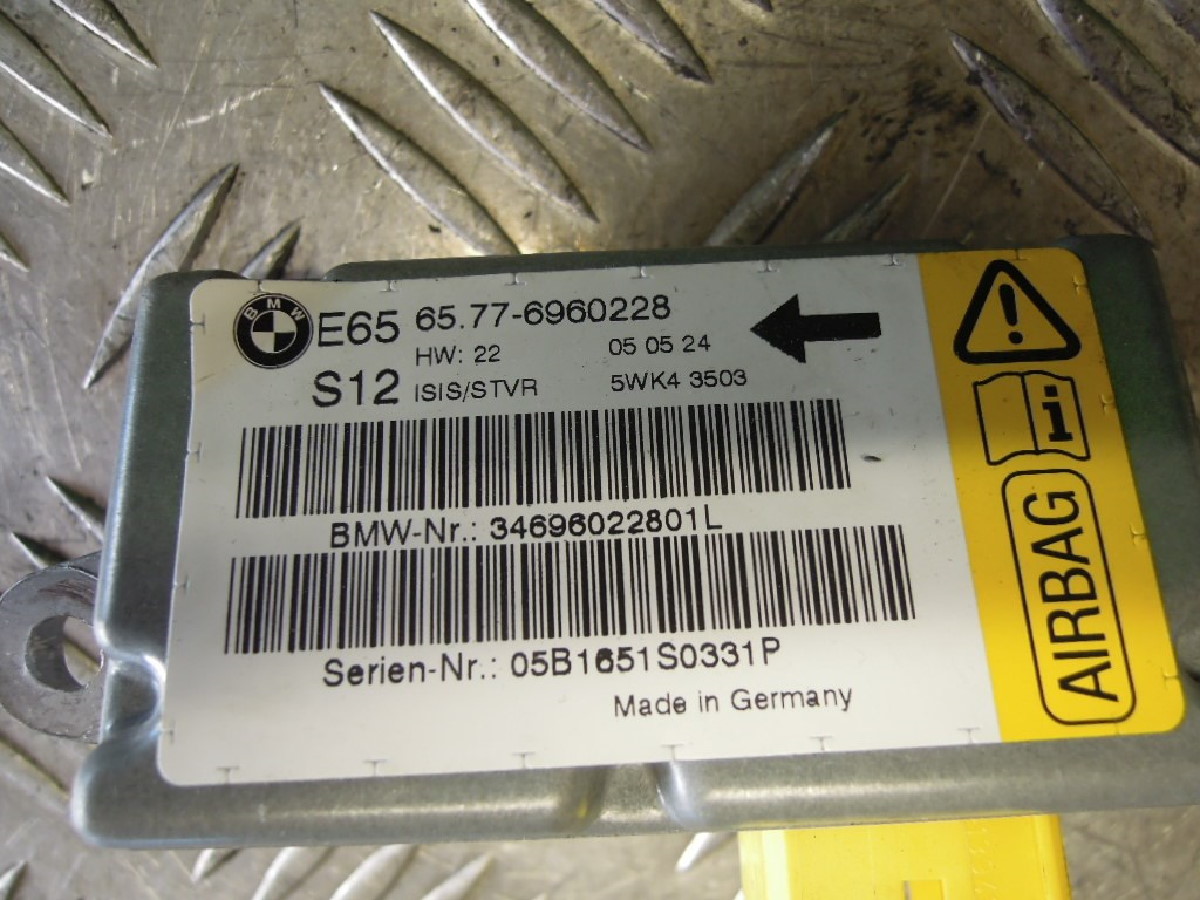 BMW E65 65.77-6960228
HW: 22 05 05 24
S12 ISIS/STVR 5WK4 3503
BMW-Nr.: 34696022801L
Serien-Nr.: 05B1651S0331P
Made in Germany
i
AIRBAG